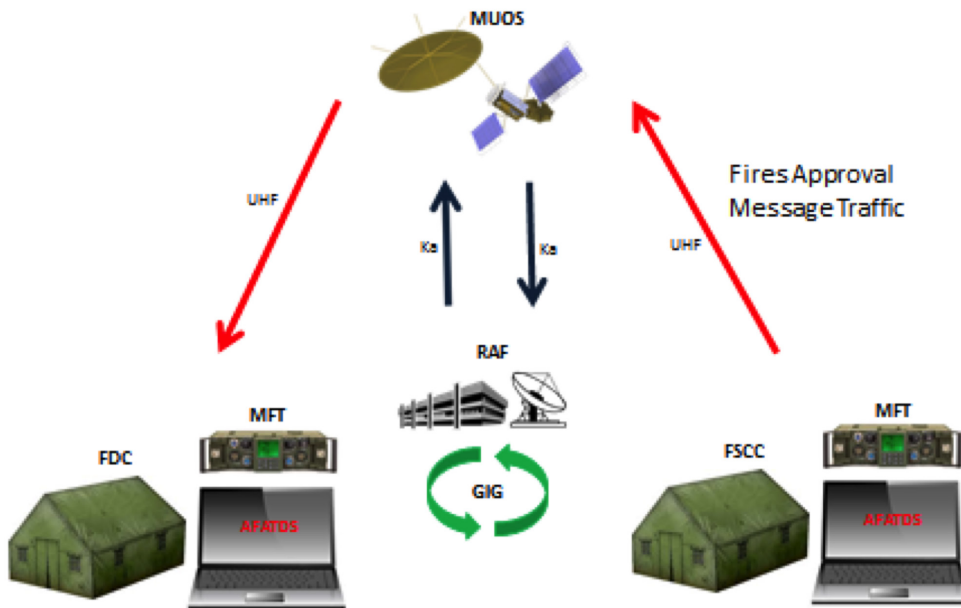 MUOS
UHF
Ka
Ka
Fires Approval
Message Traffic
UHF
RAF
MFT
MFT
FDC
FSCC
GIG
AFATDS
AFATDS